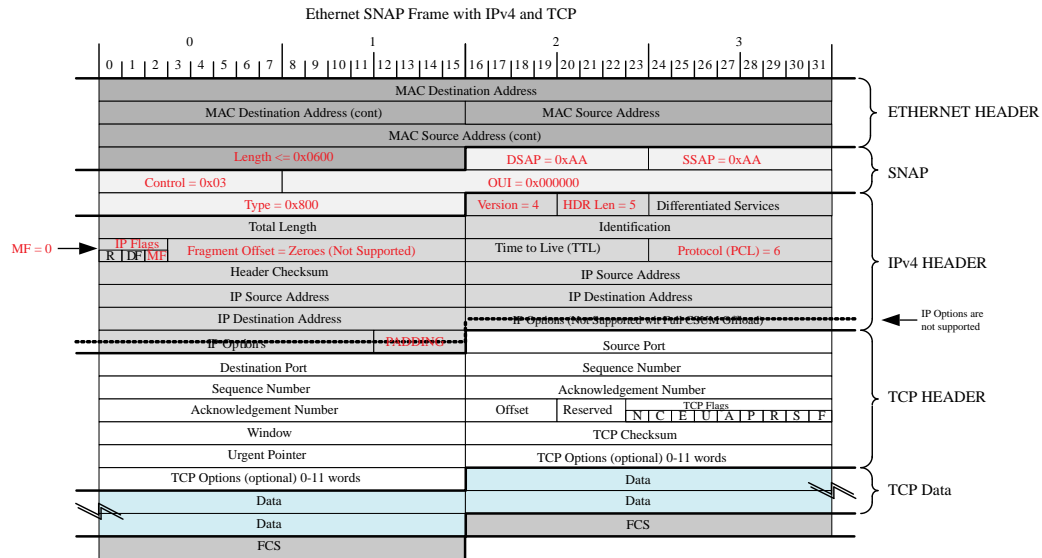 Ethernet SNAP Frame with IPv4 and TCP
0 1 2 3
0 1 2 3 4 5 6 7 8 9 10 11 12 13 14 15 16 17 18 19 20 21 22 23 24 25 26 27 28 29 30 31
MAC Destination Address
MAC Destination Address (cont) MAC Source Address
ETHERNET HEADER
MAC Source Address (cont)
Length <= 0x0600 DSAP = 0xAA SSAP = 0xAA
SNAP
Control = 0x03 OUI = 0x000000
Type = 0x800 Version = 4 HDR Len = 5 Differentiated Services
Total Length Identification
MF = 0
IP Flags
R DF MF
Fragment Offset = Zeroes (Not Supported) Time to Live (TTL) Protocol (PCL) = 6
IPv4 HEADER
Header Checksum IP Source Address
IP Source Address IP Destination Address
IP Destination Address IP Options (Not Supported wit Full CSUM Offload)
IP Options are
not supported
IP Options PADDING Source Port
Destination Port Sequence Number
Sequence Number Acknowledgement Number
TCP HEADER
Acknowledgement Number Offset Reserved TCP Flags
N C E U A P R S F
Window TCP Checksum
Urgent Pointer TCP Options (optional) 0-11 words
TCP Options (optional) 0-11 words Data
TCP Data
Data Data
Data FCS
FCS